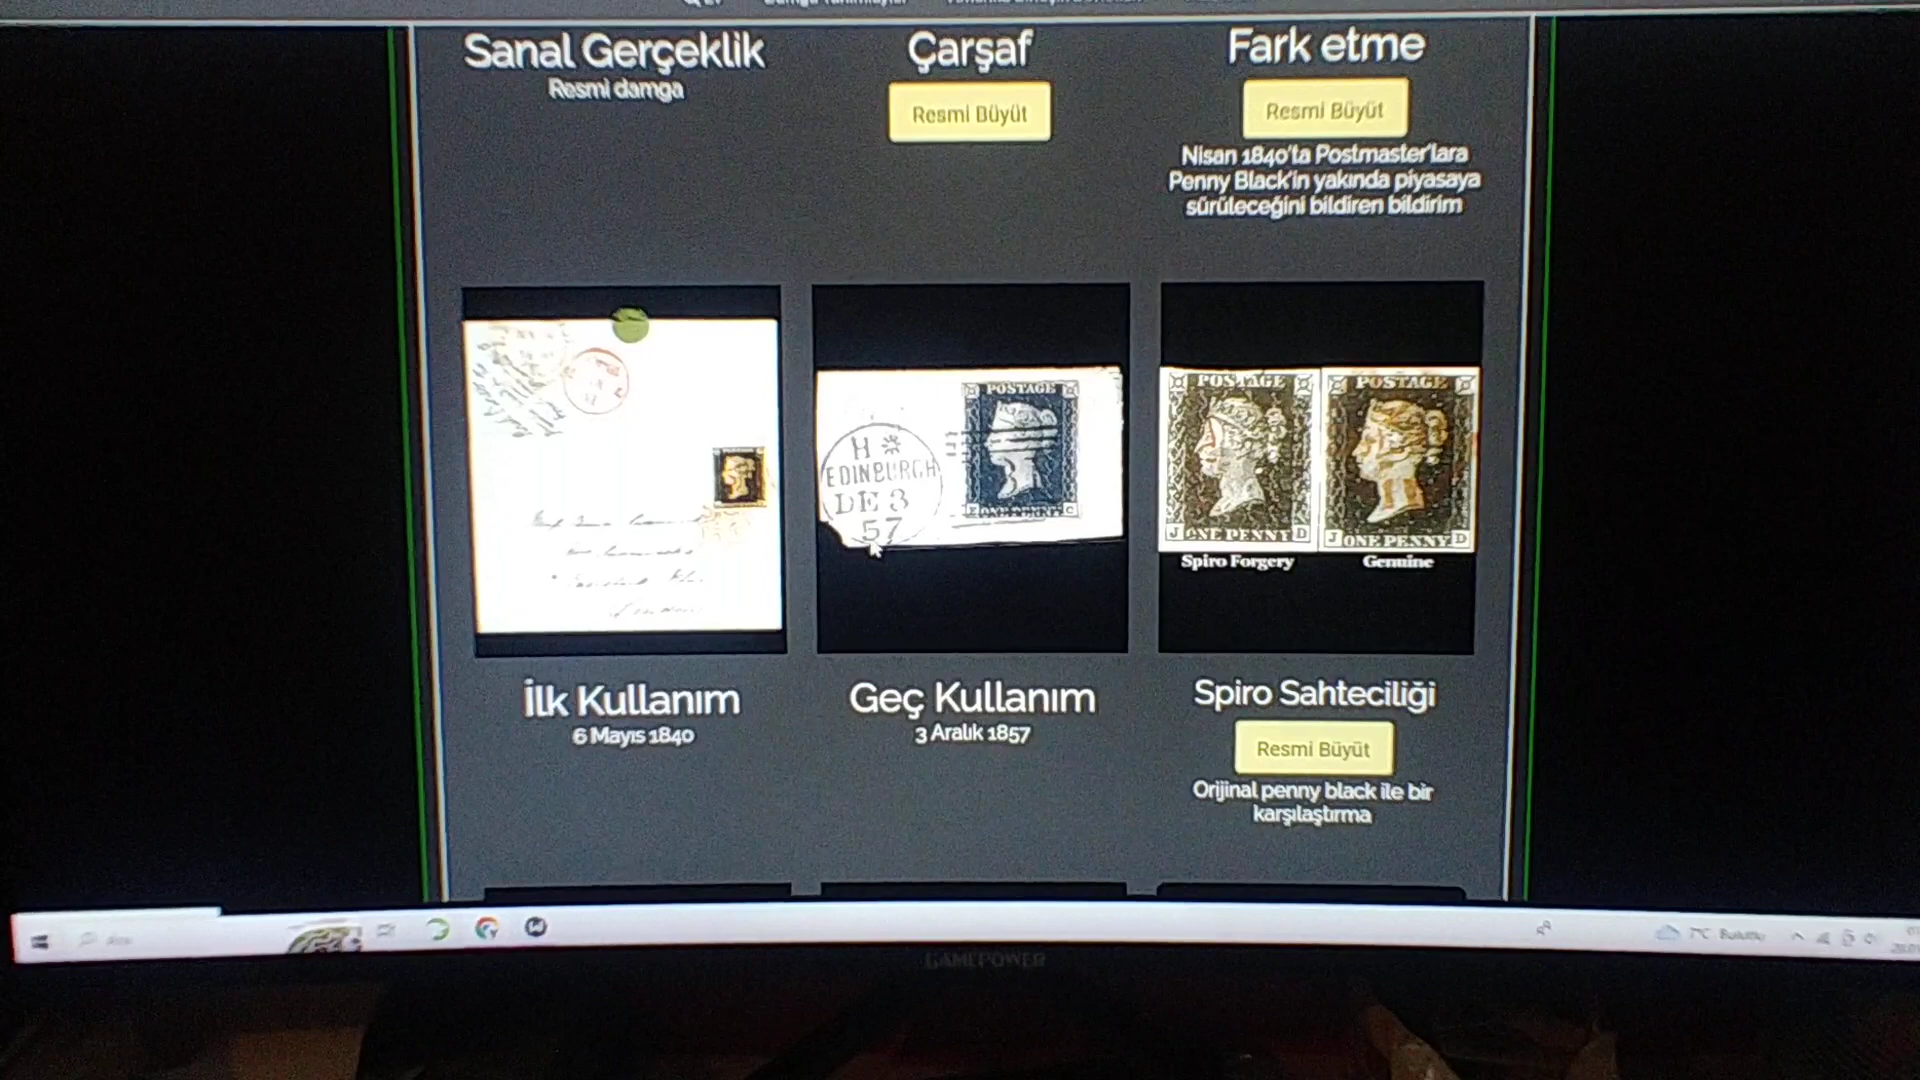 Sanal Gerçeklik
Resmi damga
Çarşaf
Resmi Büyüt
Fark etme
Resmi Büyüt
Nisan 1840'ta Postmaster'lara
Penny Black'in yakında piyasaya
sürüleceğini bildiren bildirim
İlk Kullanım
6 Mayıs 1840
H
EDINBURGH
DE 3
57
POSTAGE
Geç Kullanım
3 Aralık 1857
POSTAGE
J ONE PENNY D
Spiro Forgery
POSTAGE
J ONE PENNY D
Genuine
Spiro Sahteciliği
Resmi Büyüt
Orijinal penny black ile bir
karşılaştırma
7°C Bulutlu
GAMEPOWER